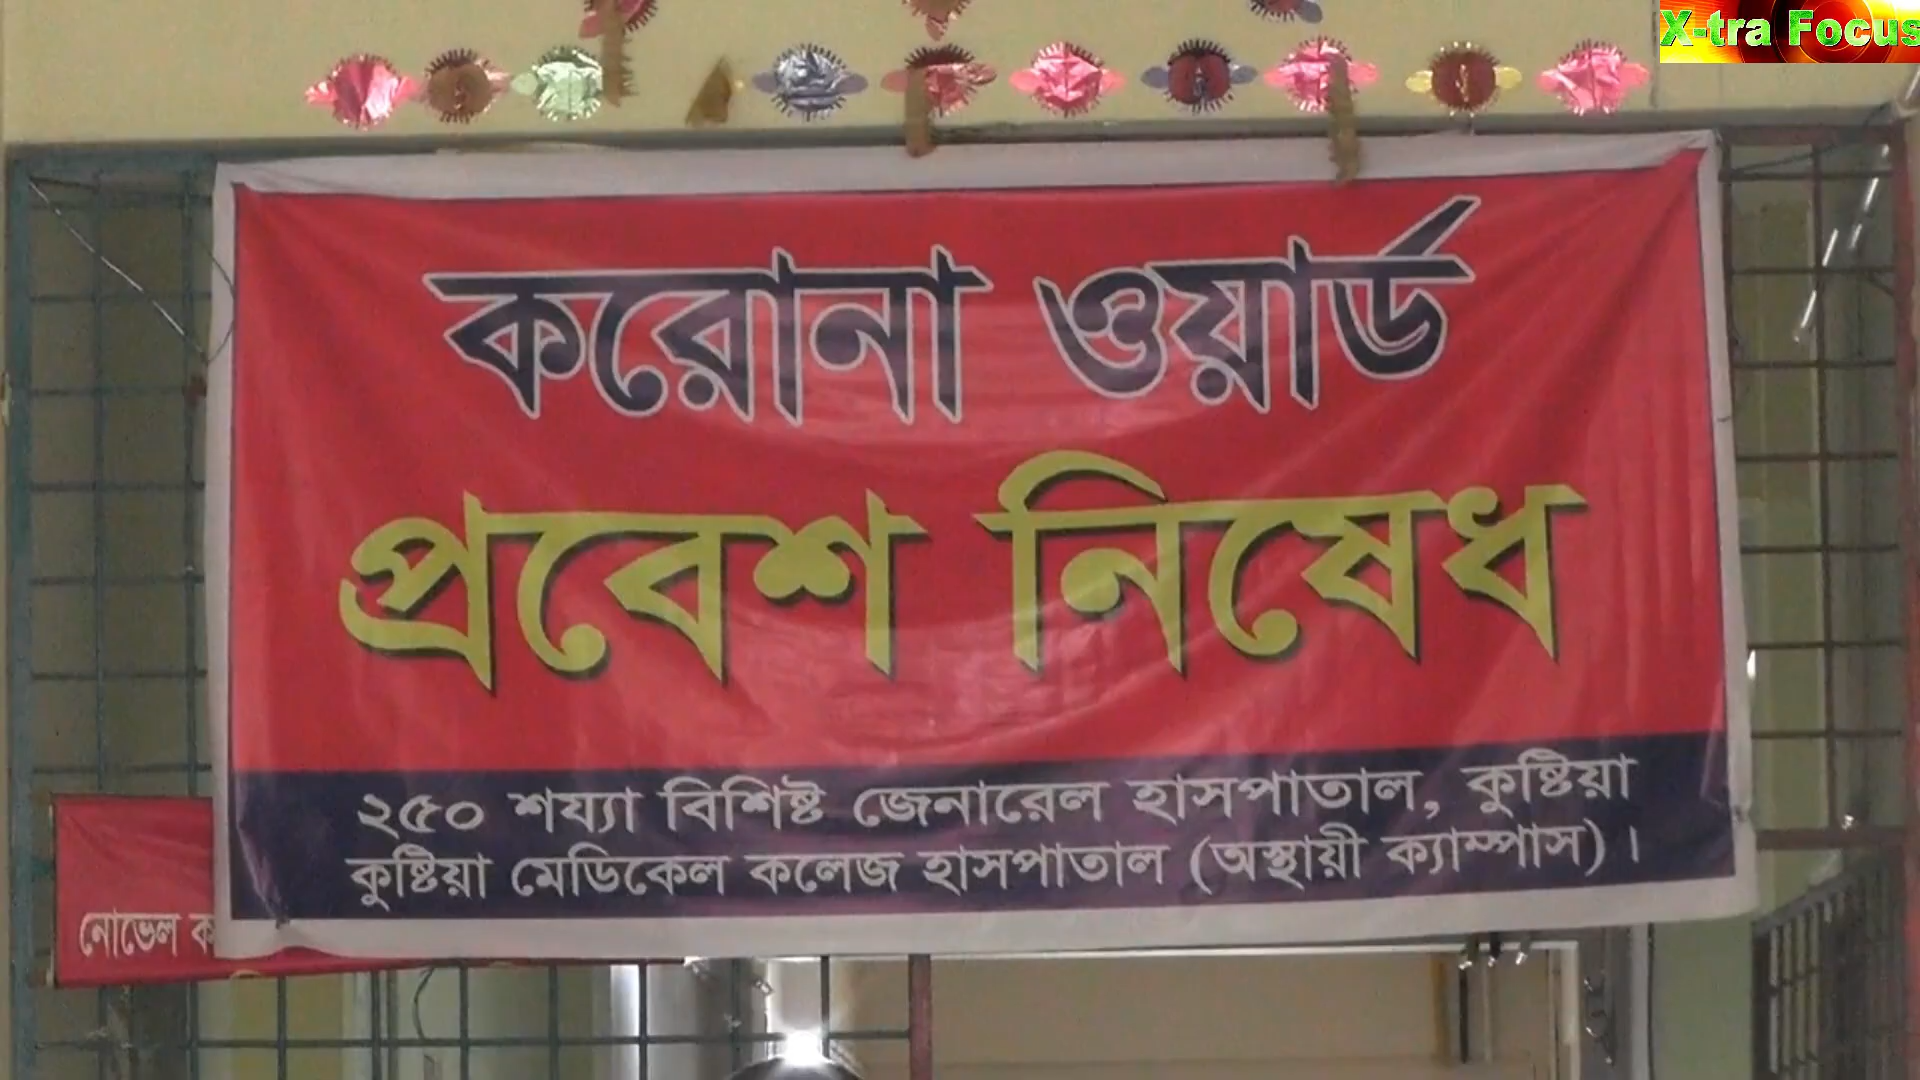 X-tra Focus
করোনা ওয়ার্ড
প্রবেশ নিষেধ
২৫০ শয্যা বিশিষ্ট জেনারেল হাসপাতাল, কুষ্টিয়া
কুষ্টিয়া মেডিকেল কলেজ হাসপাতাল (অস্থায়ী ক্যাম্পাস)।
নোভেল ক